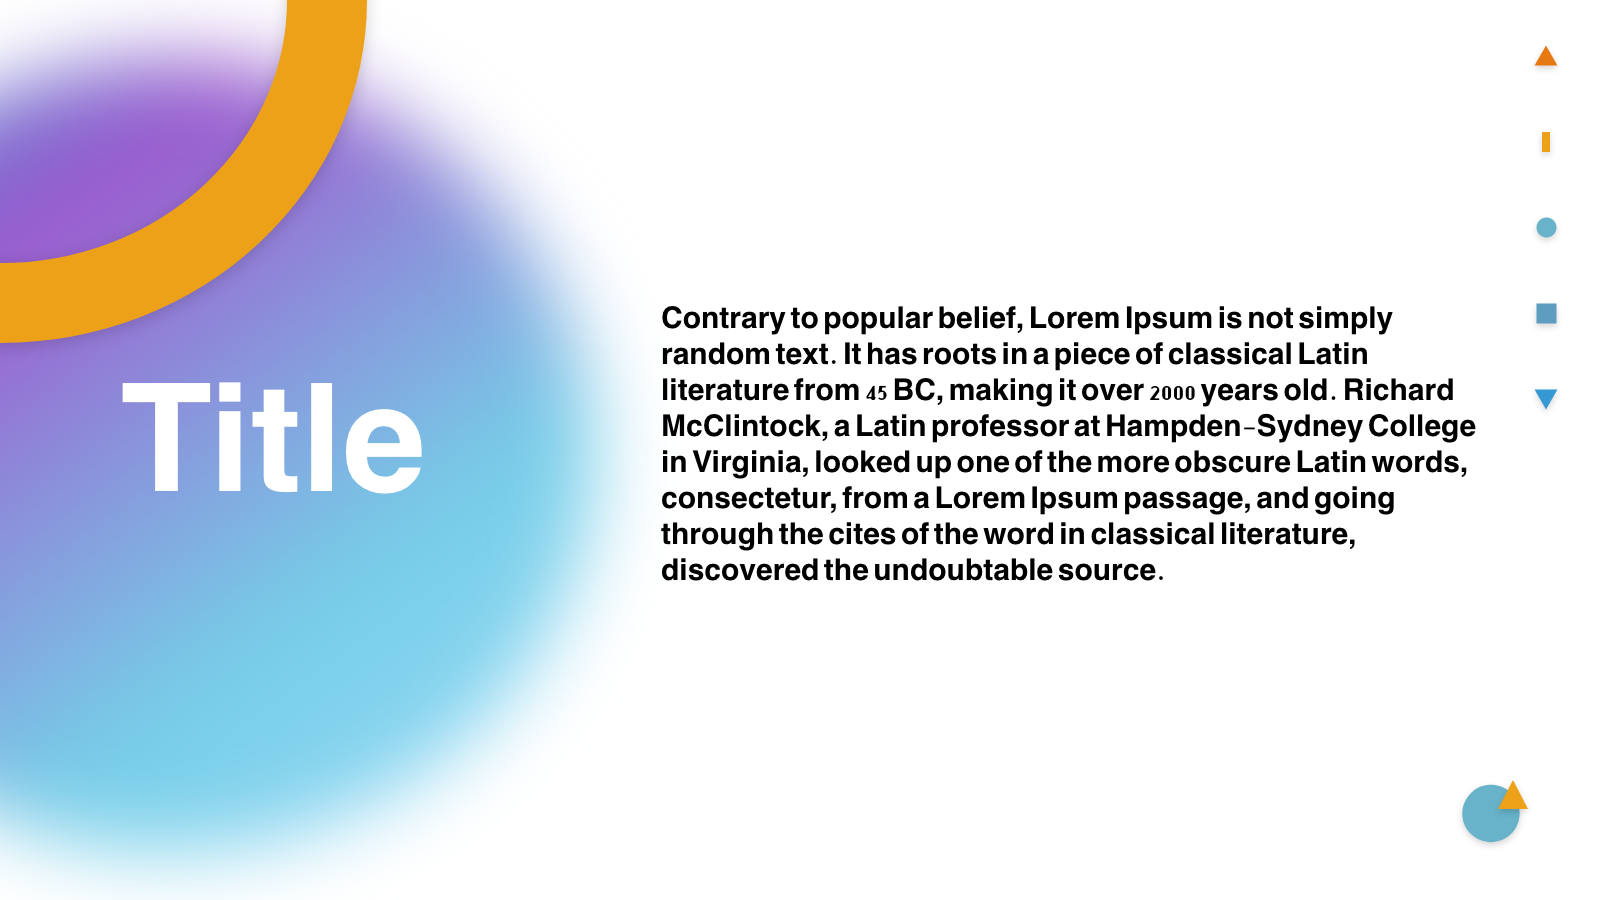 Title
Contrary to popular belief, Lorem Ipsum is not simply
random text. It has roots in a piece of classical Latin
literature from 45 BC, making it over 2000 years old. Richard
McClintock, a Latin professor at Hampden-Sydney College
in Virginia, looked up one of the more obscure Latin words,
consectetur, from a Lorem Ipsum passage, and going
through the cites of the word in classical literature,
discovered the undoubtable source.